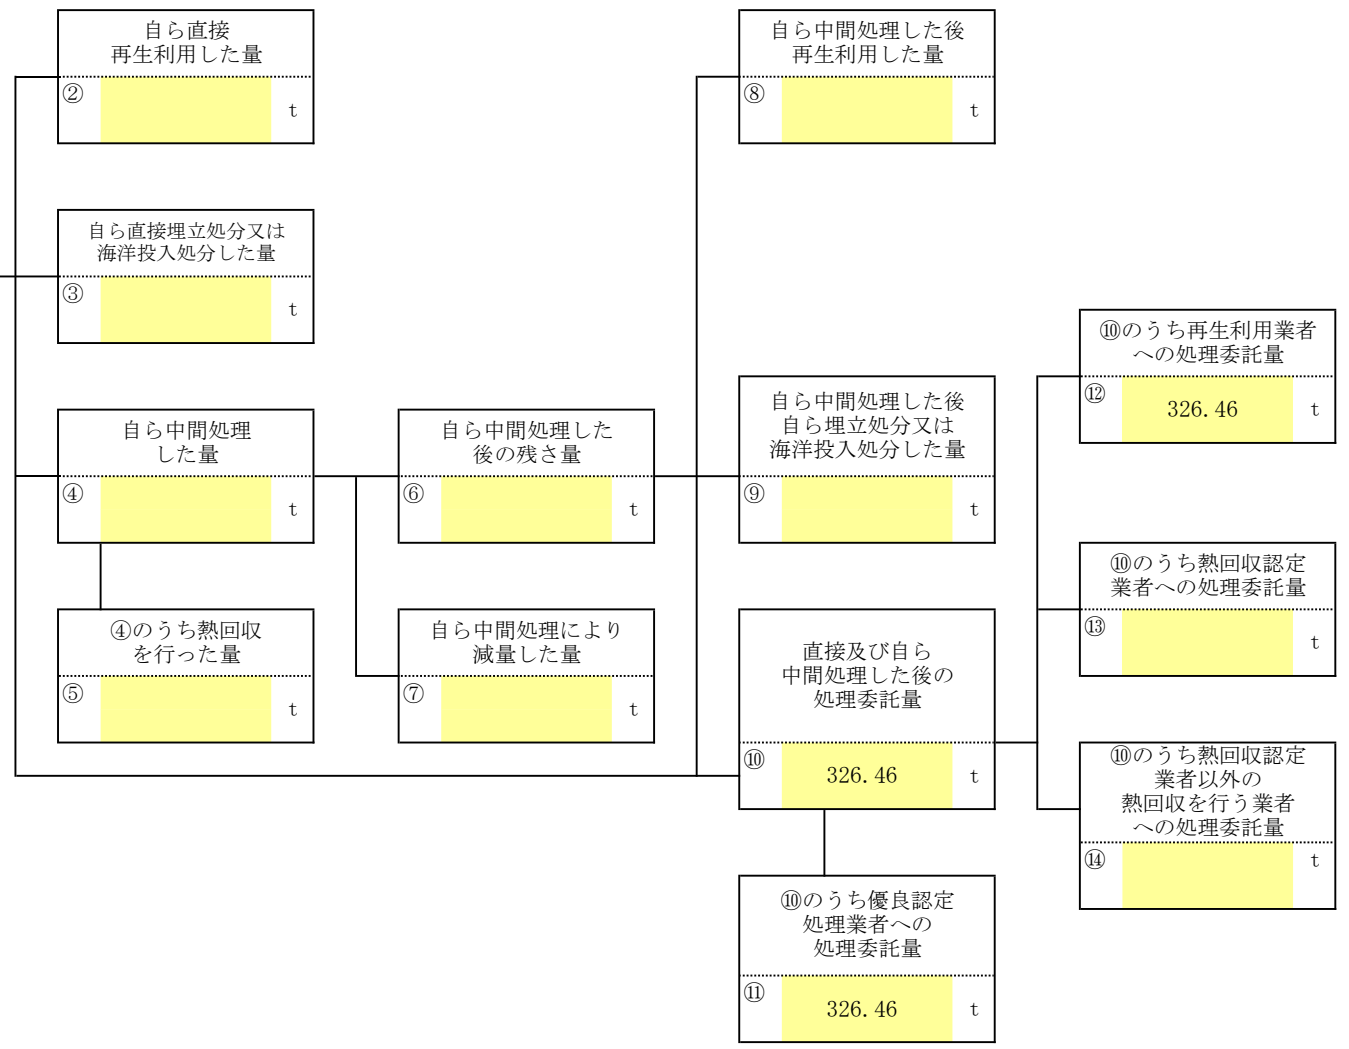 自ら直接
再生利用した量
②
t
自ら中間処理した後
再生利用した量
⑧
t
自ら直接埋立処分又は
海洋投入処分した量
③
t
⑩のうち再生利用業者
への処理委託量
⑫
326.46
t
自ら中間処理
した量
④
t
自ら中間処理した
後の残さ量
⑥
t
自ら中間処理した後
自ら埋立処分又は
海洋投入処分した量
⑨
t
⑩のうち熱回収認定
業者への処理委託量
⑬
t
④のうち熱回収
を行った量
⑤
t
自ら中間処理により
減量した量
⑦
t
直接及び自ら
中間処理した後の
処理委託量
⑩
326.46
t
⑩のうち熱回収認定
業者以外の
熱回収を行う業者
への処理委託量
⑭
t
⑩のうち優良認定
処理業者への
処理委託量
⑪
326.46
t